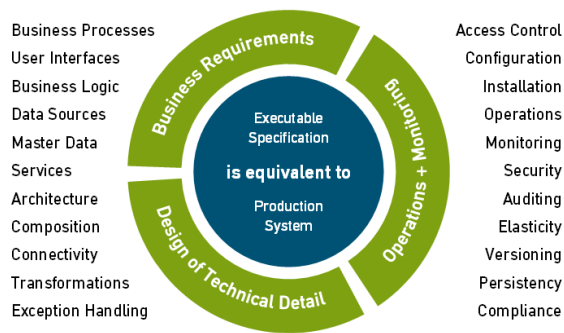 Business Processes
User Interfaces
Business Logic
Data Sources
Master Data
Services
Architecture
Composition
Connectivity
Transformations
Exception Handling
Business Requirements
Design of Technical Detail
Operations + Monitoring
Executable
Specification
is equivalent to
Production
System
Access Control
Configuration
Installation
Operations
Monitoring
Security
Auditing
Elasticity
Versioning
Persistency
Compliance